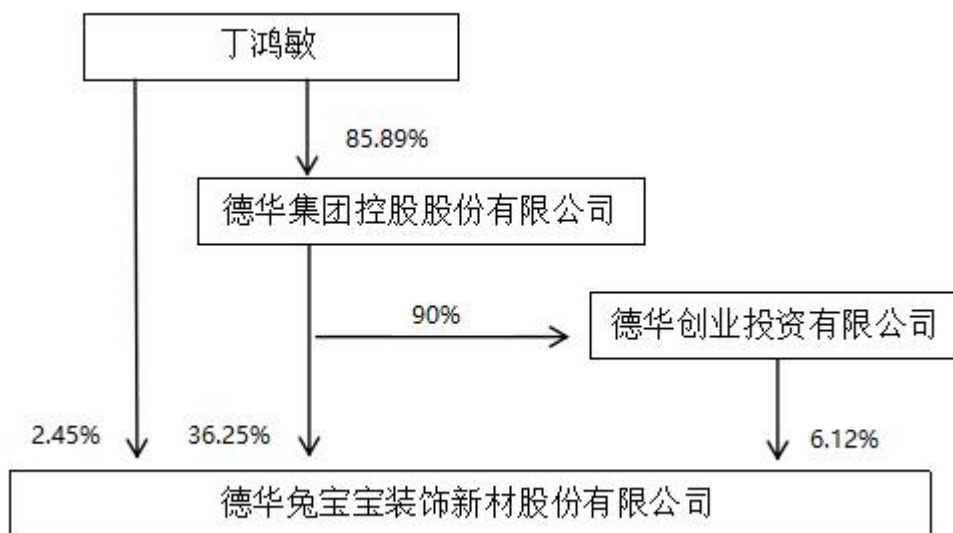 丁鸿敏
85.89%
德华集团控股股份有限公司
90%
德华创业投资有限公司
2.45%
36.25%
6.12%
德华兔宝宝装饰新材股份有限公司